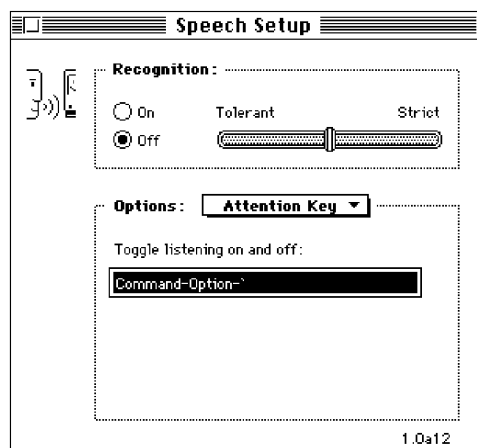 Speech Setup
Recognition:
On
Tolerant
Strict
Off
Options: Attention Key
Toggle listening on and off:
Command-Option-`
1.0a12